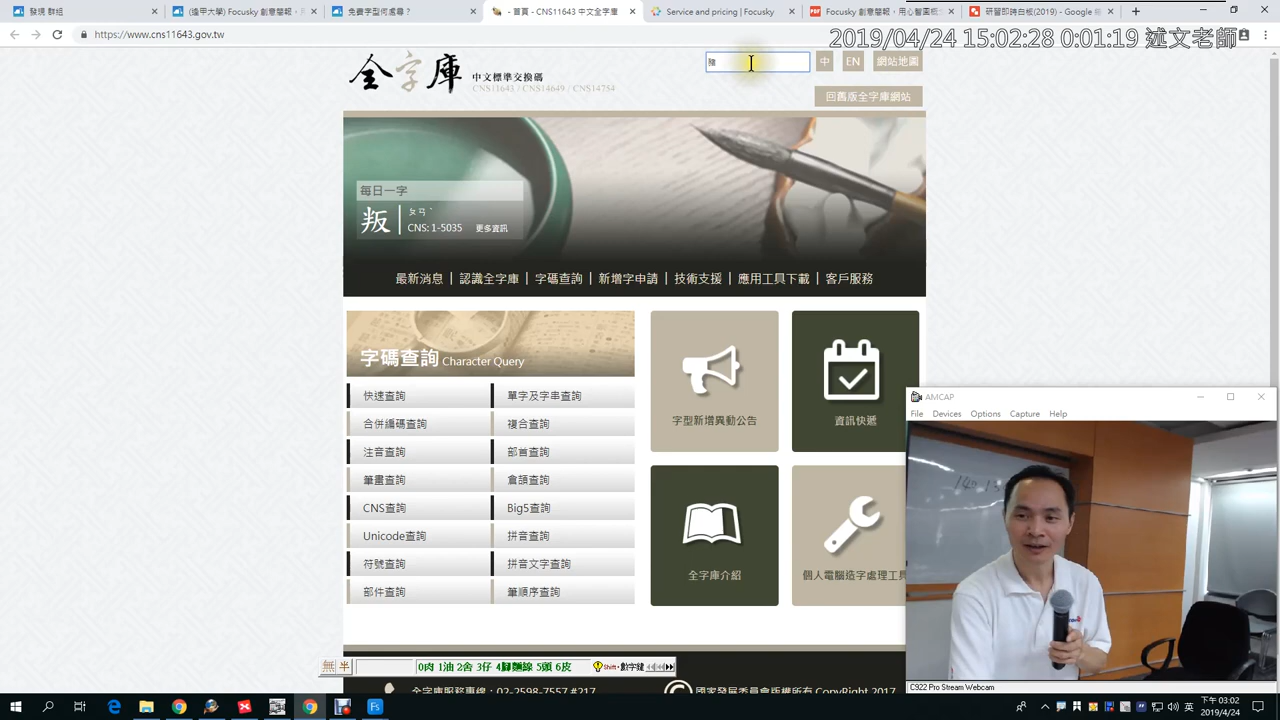 發現 群組
(逢甲大學) Focusky 創意簡報，月
免費字型何處尋？
- 首頁 - CNS11643 中文全字庫
Service and pricing | Focusky
Focusky 創意簡報，用心智圖概念
研習即時白板(2019) - Google 簡
https://www.cns11643.gov.tw
2019/04/24 15:02:28 0:01:19 述文老師
全字庫
中文標準交換碼
CNS11643 / CNS14649 / CNS14754
豬
中
EN
網站地圖
回舊版全字庫網站
每日一字
叛
ㄆㄢˋ
CNS: 1-5035 更多資訊
最新消息 | 認識全字庫 | 字碼查詢 | 新增字申請 | 技術支援 | 應用工具下載 | 客戶服務
字碼查詢 Character Query
快速查詢
單字及字串查詢
合併編碼查詢
複合查詢
注音查詢
部首查詢
筆畫查詢
倉頡查詢
CNS查詢
Big5查詢
Unicode查詢
拼音查詢
符號查詢
拼音文字查詢
部件查詢
筆順序查詢
字型新增異動公告
資訊快遞
全字庫介紹
個人電腦造字處理工具
AMCAP
File Devices Options Capture Help
C922 Pro Stream Webcam
無 半
0肉 1油 2舍 3仔 4腳麵線 5頭 6皮
Shift+數字鍵
全字庫服務專線：02-2598-7557 #217
國家發展委員會版權所有 CopyRight 2017
英
下午 03:02
2019/4/24